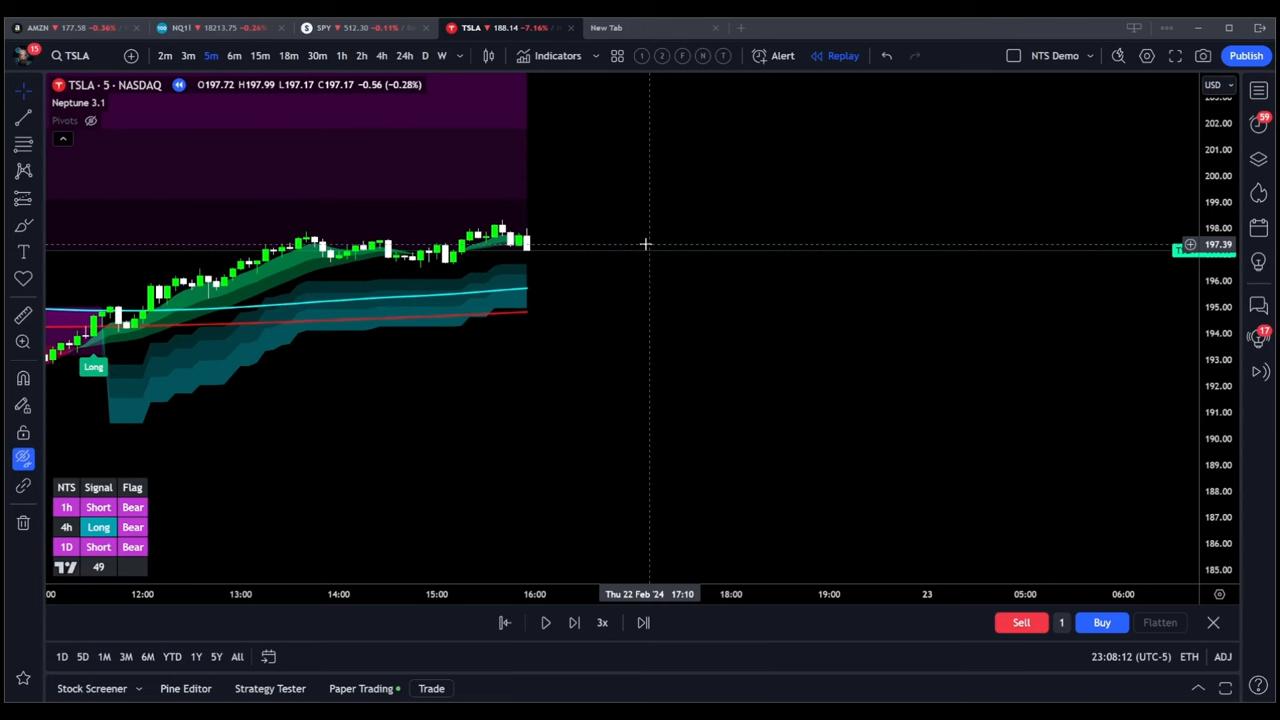 AMZN ▼ 177.58 −0.36% /
NQ1! ▼ 18213.75 −0.26%
SPY ▼ 512.30 −0.11%
TSLA ▼ 188.14 −7.16% /
New Tab
15
TSLA
2m 3m 5m 6m 15m 18m 30m 1h 2h 4h 24h D W
Indicators
1 2 F N T
Alert
Replay
NTS Demo
Publish
TSLA · 5 · NASDAQ
O197.72 H197.99 L197.17 C197.17 −0.56 (−0.28%)
Neptune 3.1
Pivots
USD
202.00
201.00
200.00
199.00
198.00
197.39
196.00
195.00
194.00
193.00
192.00
191.00
190.00
189.00
188.00
187.00
186.00
185.00
59
17
Long
NTS Signal Flag
1h Short Bear
4h Long Bear
1D Short Bear
49
:00 12:00 13:00 14:00 15:00 16:00 Thu 22 Feb '24 17:10 18:00 19:00 23 05:00 06:00
3x
Sell 1 Buy Flatten
1D 5D 1M 3M 6M YTD 1Y 5Y All
23:08:12 (UTC-5) ETH ADJ
Stock Screener Pine Editor Strategy Tester Paper Trading Trade